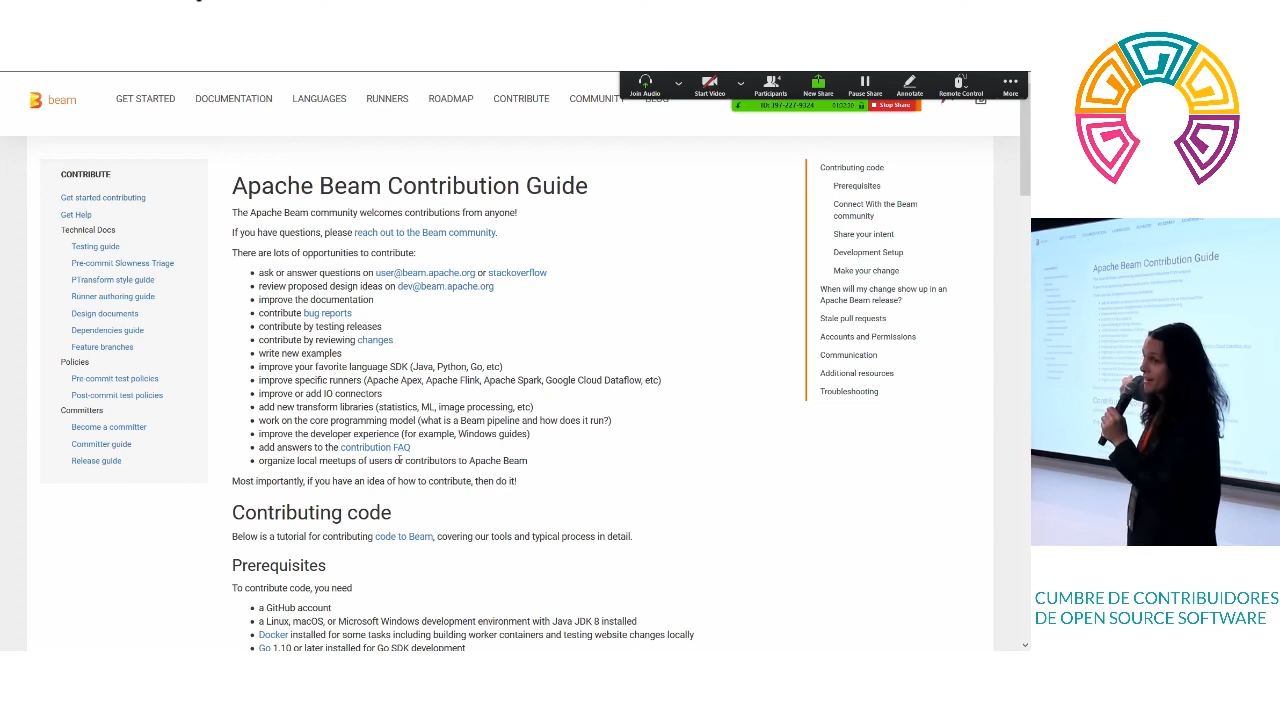 beam
GET STARTED
DOCUMENTATION
LANGUAGES
RUNNERS
ROADMAP
CONTRIBUTE
COMMUNITY
BLOG
Join Audio
Start Video
4
Participants
New Share
Pause Share
Annotate
Remote Control
More
ID: 397-227-9324
Stop Share
CONTRIBUTE
Get started contributing
Get Help
Technical Docs
Testing guide
Pre-commit Slowness Triage
PTransform style guide
Runner authoring guide
Design documents
Dependencies guide
Feature branches
Policies
Pre-commit test policies
Post-commit test policies
Committers
Become a committer
Committer guide
Release guide
Apache Beam Contribution Guide
The Apache Beam community welcomes contributions from anyone!
If you have questions, please reach out to the Beam community.
There are lots of opportunities to contribute:
ask or answer questions on user@beam.apache.org or stackoverflow
review proposed design ideas on dev@beam.apache.org
improve the documentation
contribute bug reports
contribute by testing releases
contribute by reviewing changes
write new examples
improve your favorite language SDK (Java, Python, Go, etc)
improve specific runners (Apache Apex, Apache Flink, Apache Spark, Google Cloud Dataflow, etc)
improve or add IO connectors
add new transform libraries (statistics, ML, image processing, etc)
work on the core programming model (what is a Beam pipeline and how does it run?)
improve the developer experience (for example, Windows guides)
add answers to the contribution FAQ
organize local meetups of users or contributors to Apache Beam
Most importantly, if you have an idea of how to contribute, then do it!
Contributing code
Below is a tutorial for contributing code to Beam, covering our tools and typical process in detail.
Prerequisites
To contribute code, you need
a GitHub account
a Linux, macOS, or Microsoft Windows development environment with Java JDK 8 installed
Docker installed for some tasks including building worker containers and testing website changes locally
Go 1.10 or later installed for Go SDK development
Contributing code
Prerequisites
Connect With the Beam
community
Share your intent
Development Setup
Make your change
When will my change show up in an
Apache Beam release?
Stale pull requests
Accounts and Permissions
Communication
Additional resources
Troubleshooting
Apache Beam Contribution Guide
CUMBRE DE CONTRIBUIDORES
DE OPEN SOURCE SOFTWARE